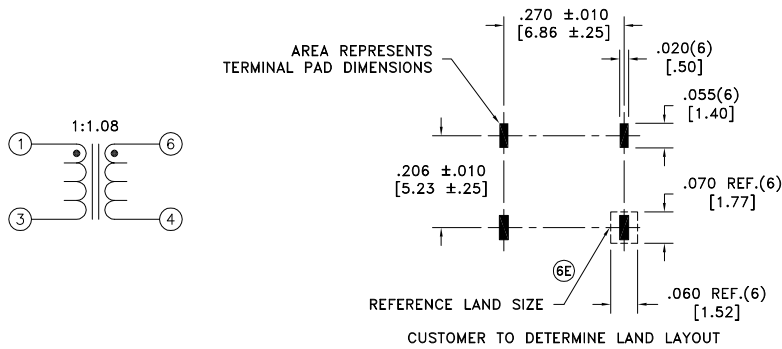 1:1.08
1
6
3
4
.270 ±.010
[6.86 ±.25]
AREA REPRESENTS
TERMINAL PAD DIMENSIONS
.020(6)
[.50]
.055(6)
[1.40]
.206 ±.010
[5.23 ±.25]
.070 REF.(6)
[1.77]
6E
REFERENCE LAND SIZE
.060 REF.(6)
[1.52]
CUSTOMER TO DETERMINE LAND LAYOUT